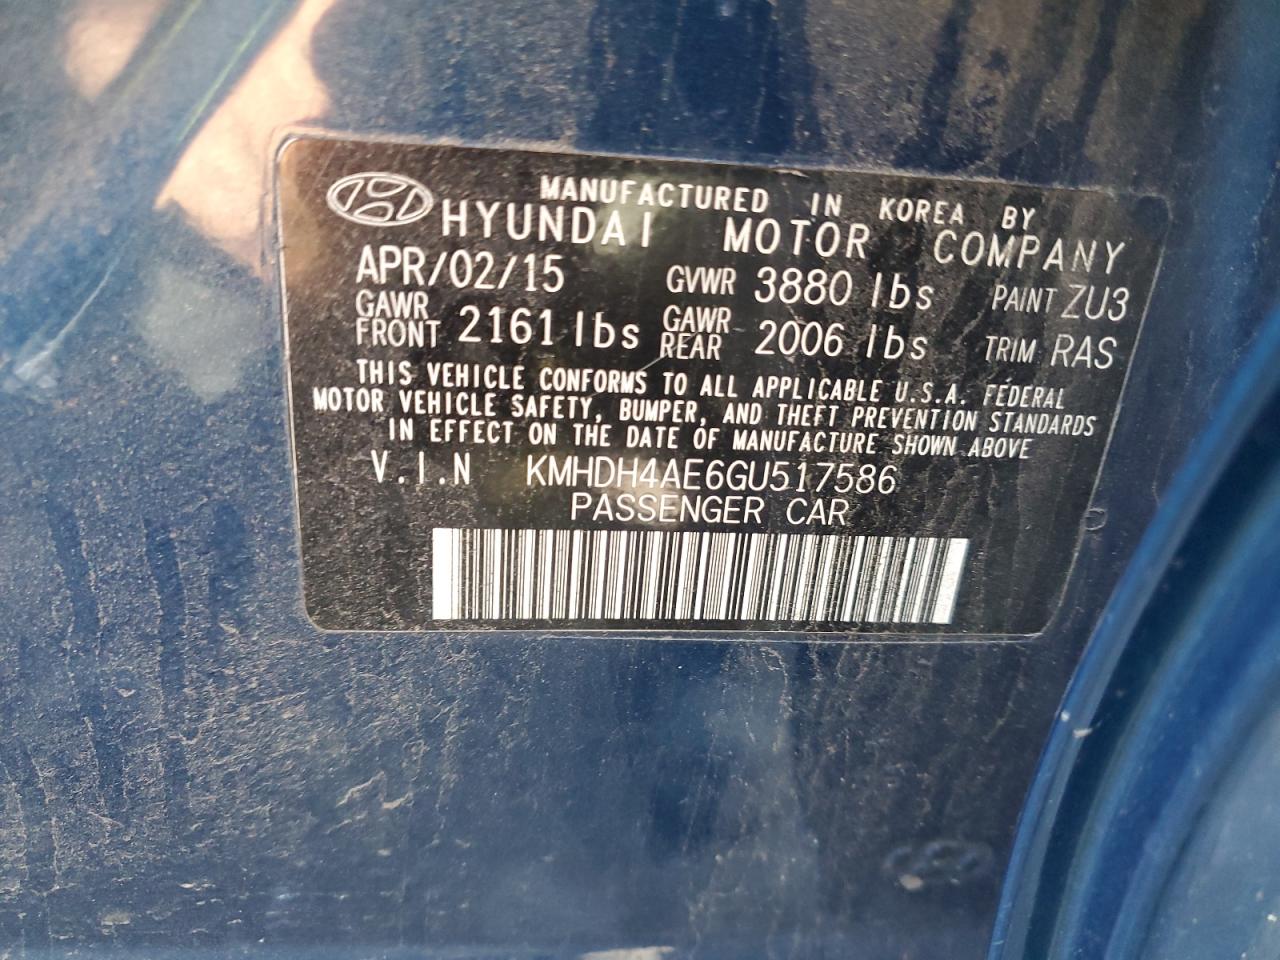 MANUFACTURED IN KOREA BY
HYUNDAI MOTOR COMPANY
APR/02/15 GVWR 3880 lbs PAINT ZU3
GAWR FRONT 2161 lbs GAWR REAR 2006 lbs TRIM RAS
THIS VEHICLE CONFORMS TO ALL APPLICABLE U.S.A. FEDERAL
MOTOR VEHICLE SAFETY, BUMPER, AND THEFT PREVENTION STANDARDS
IN EFFECT ON THE DATE OF MANUFACTURE SHOWN ABOVE
V.I.N KMHDH4AE6GU517586
PASSENGER CAR